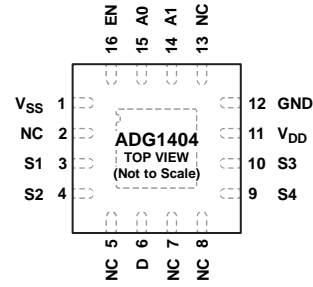 16 EN
15 A0
14 A1
13 NC
VSS 1
NC 2
S1 3
S2 4
ADG1404
TOP VIEW
(Not to Scale)
12 GND
11 VDD
10 S3
9 S4
NC 5
D 6
NC 7
NC 8